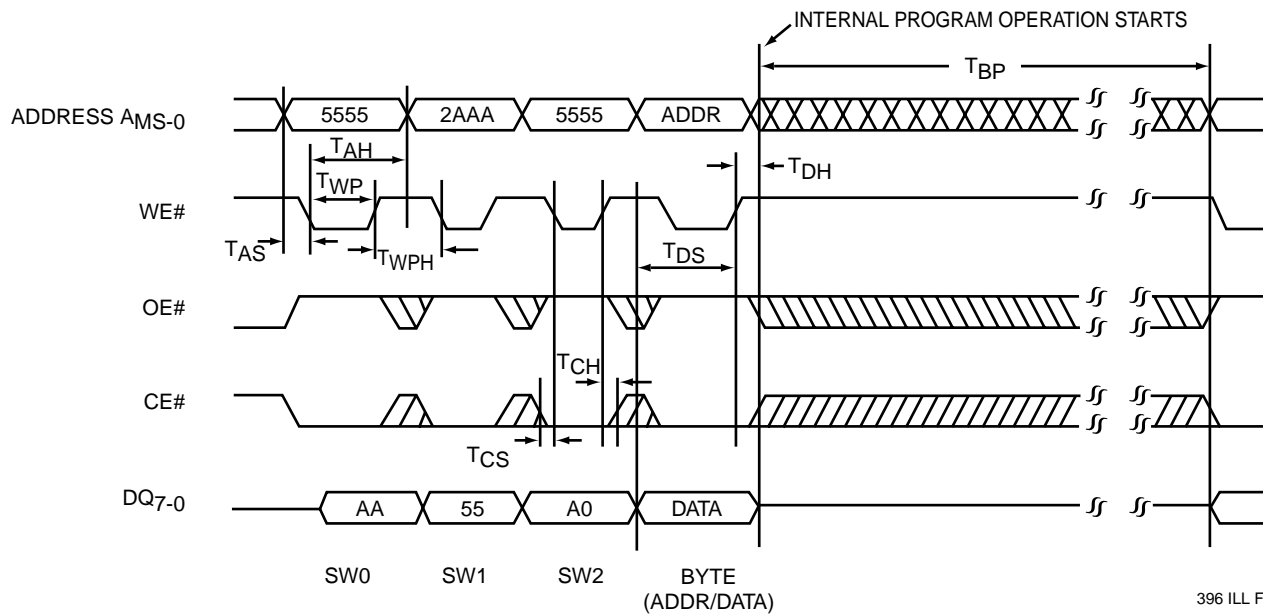 INTERNAL PROGRAM OPERATION STARTS
TBP
ADDRESS AMS-0
5555
2AAA
5555
ADDR
TAH
TDH
TWP
WE#
TAS
TWPH
TDS
OE#
TCH
CE#
TCS
DQ7-0
AA
55
A0
DATA
SW0
SW1
SW2
BYTE
(ADDR/DATA)
396 ILL F